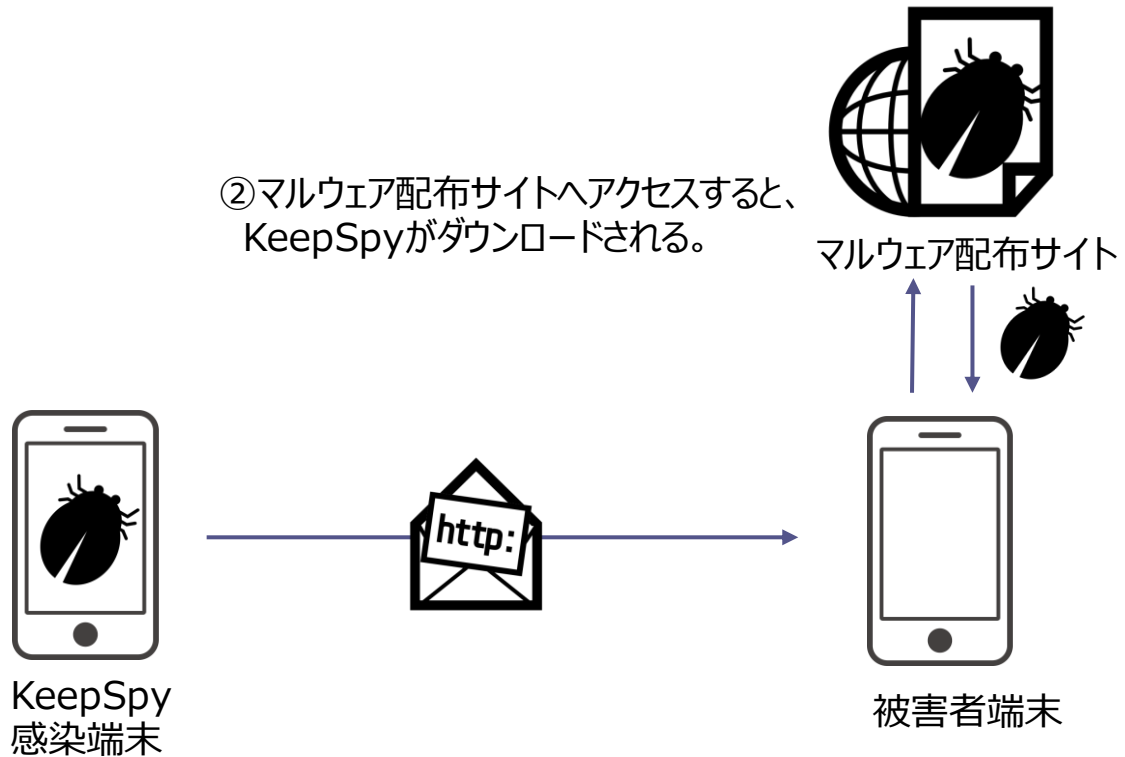 ②マルウェア配布サイトへアクセスすると、
KeepSpyがダウンロードされる。
マルウェア配布サイト
http:
KeepSpy
感染端末
被害者端末